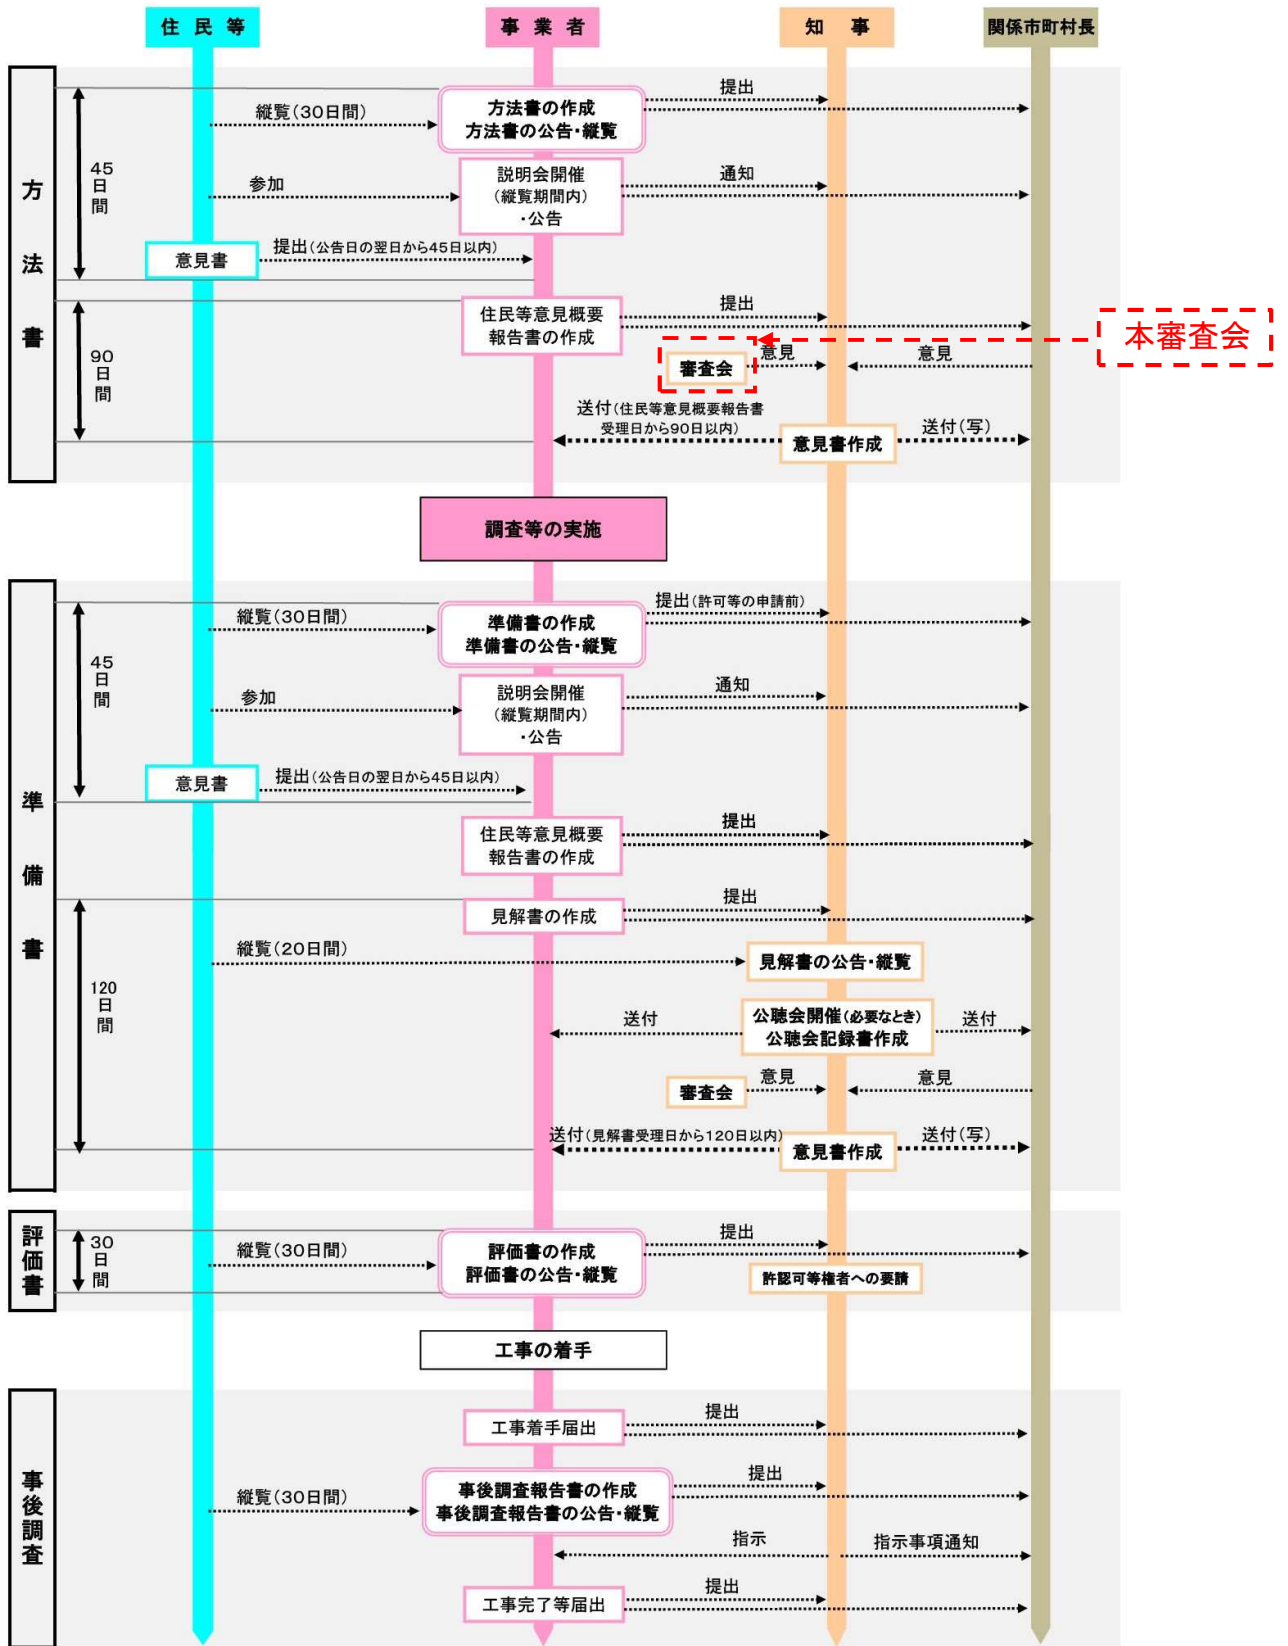 住民等
事業者
知事
関係市町村長
方法書
45日間
縦覧(30日間)
方法書の作成
方法書の公告・縦覧
提出
参加
説明会開催
(縦覧期間内)
・公告
通知
意見書
提出(公告日の翌日から45日以内)
90日間
住民等意見概要
報告書の作成
提出
本審査会
審査会
意見
意見
送付(住民等意見概要報告書
受理日から90日以内)
意見書作成
送付(写)
調査等の実施
準備書
45日間
縦覧(30日間)
準備書の作成
準備書の公告・縦覧
提出(許可等の申請前)
参加
説明会開催
(縦覧期間内)
・公告
通知
意見書
提出(公告日の翌日から45日以内)
住民等意見概要
報告書の作成
提出
120日間
見解書の作成
提出
縦覧(20日間)
見解書の公告・縦覧
送付
公聴会開催(必要なとき)
公聴会記録書作成
送付
審査会
意見
意見
送付(見解書受理日から120日以内)
意見書作成
送付(写)
評価書
30日間
縦覧(30日間)
評価書の作成
評価書の公告・縦覧
提出
許認可等権者への要請
工事の着手
事後調査
工事着手届出
提出
縦覧(30日間)
事後調査報告書の作成
事後調査報告書の公告・縦覧
提出
指示
指示事項通知
工事完了等届出
提出